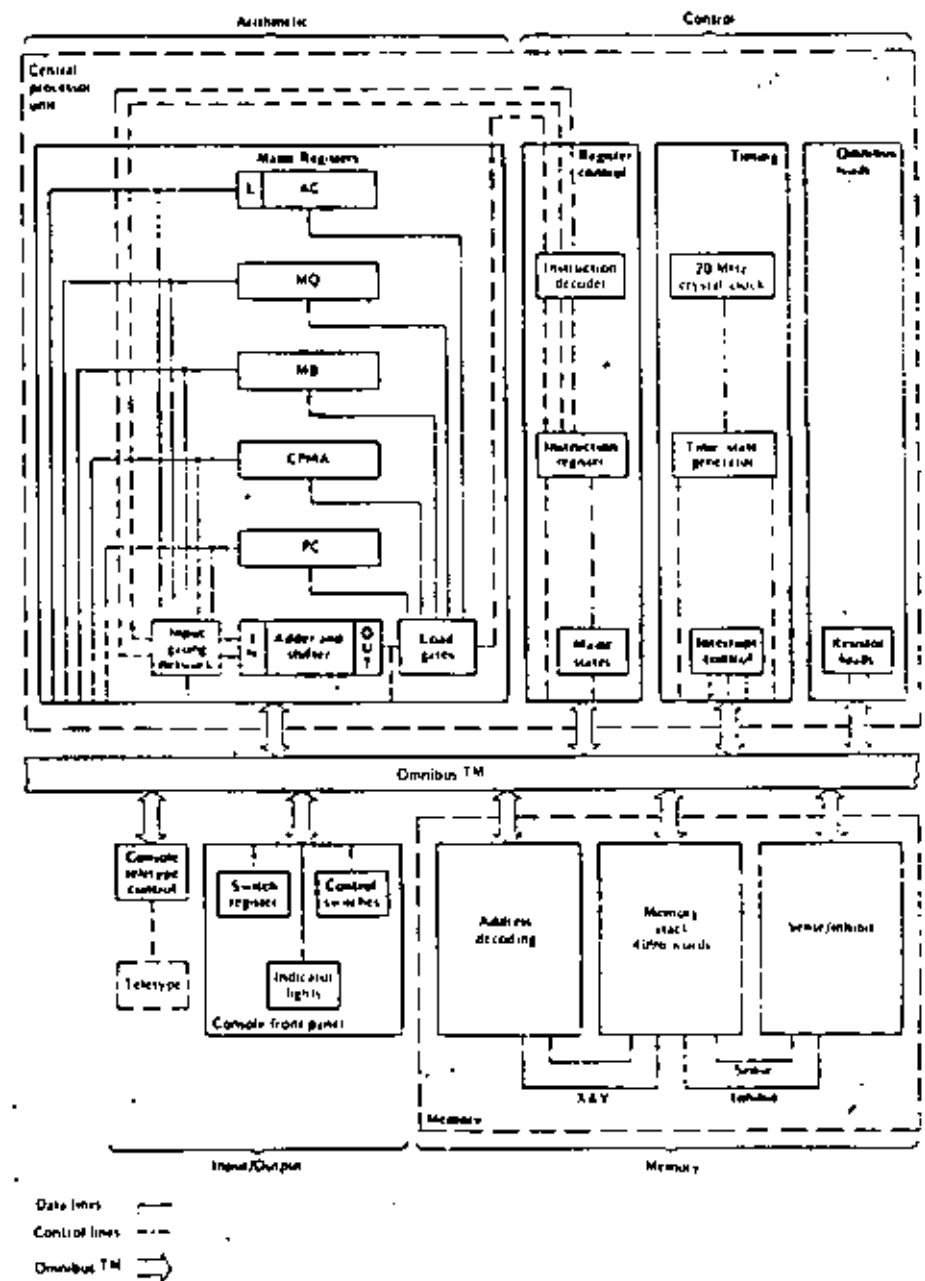 Arithmetic
Control
Central
processor
unit
Major Registers
L
AC
MQ
MB
CPMA
PC
Input
gating
network
I
N
Adder and
shifter
O
U
T
Load
gates
Register
control
Instruction
decoder
Instruction
register
Major
states
Timing
20 MHz
crystal clock
Time state
generator
Interrupt
control
Omnibus
loads
Resistor
loads
Omnibus TM
Console
teletype
control
Teletype
Switch
register
Control
switches
Indicator
lights
Console front panel
Address
decoding
Memory
stack
4096 words
Sense/inhibit
X & Y
Sense
Inhibit
Memory
Input/Output
Memory
Data lines
Control lines
Omnibus TM